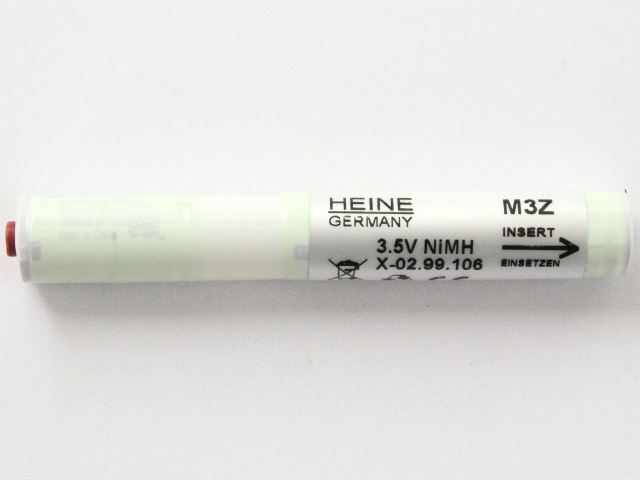 HEINE
GERMANY
M3Z
INSERT
EINSETZEN
3.5V NiMH
X-02.99.106